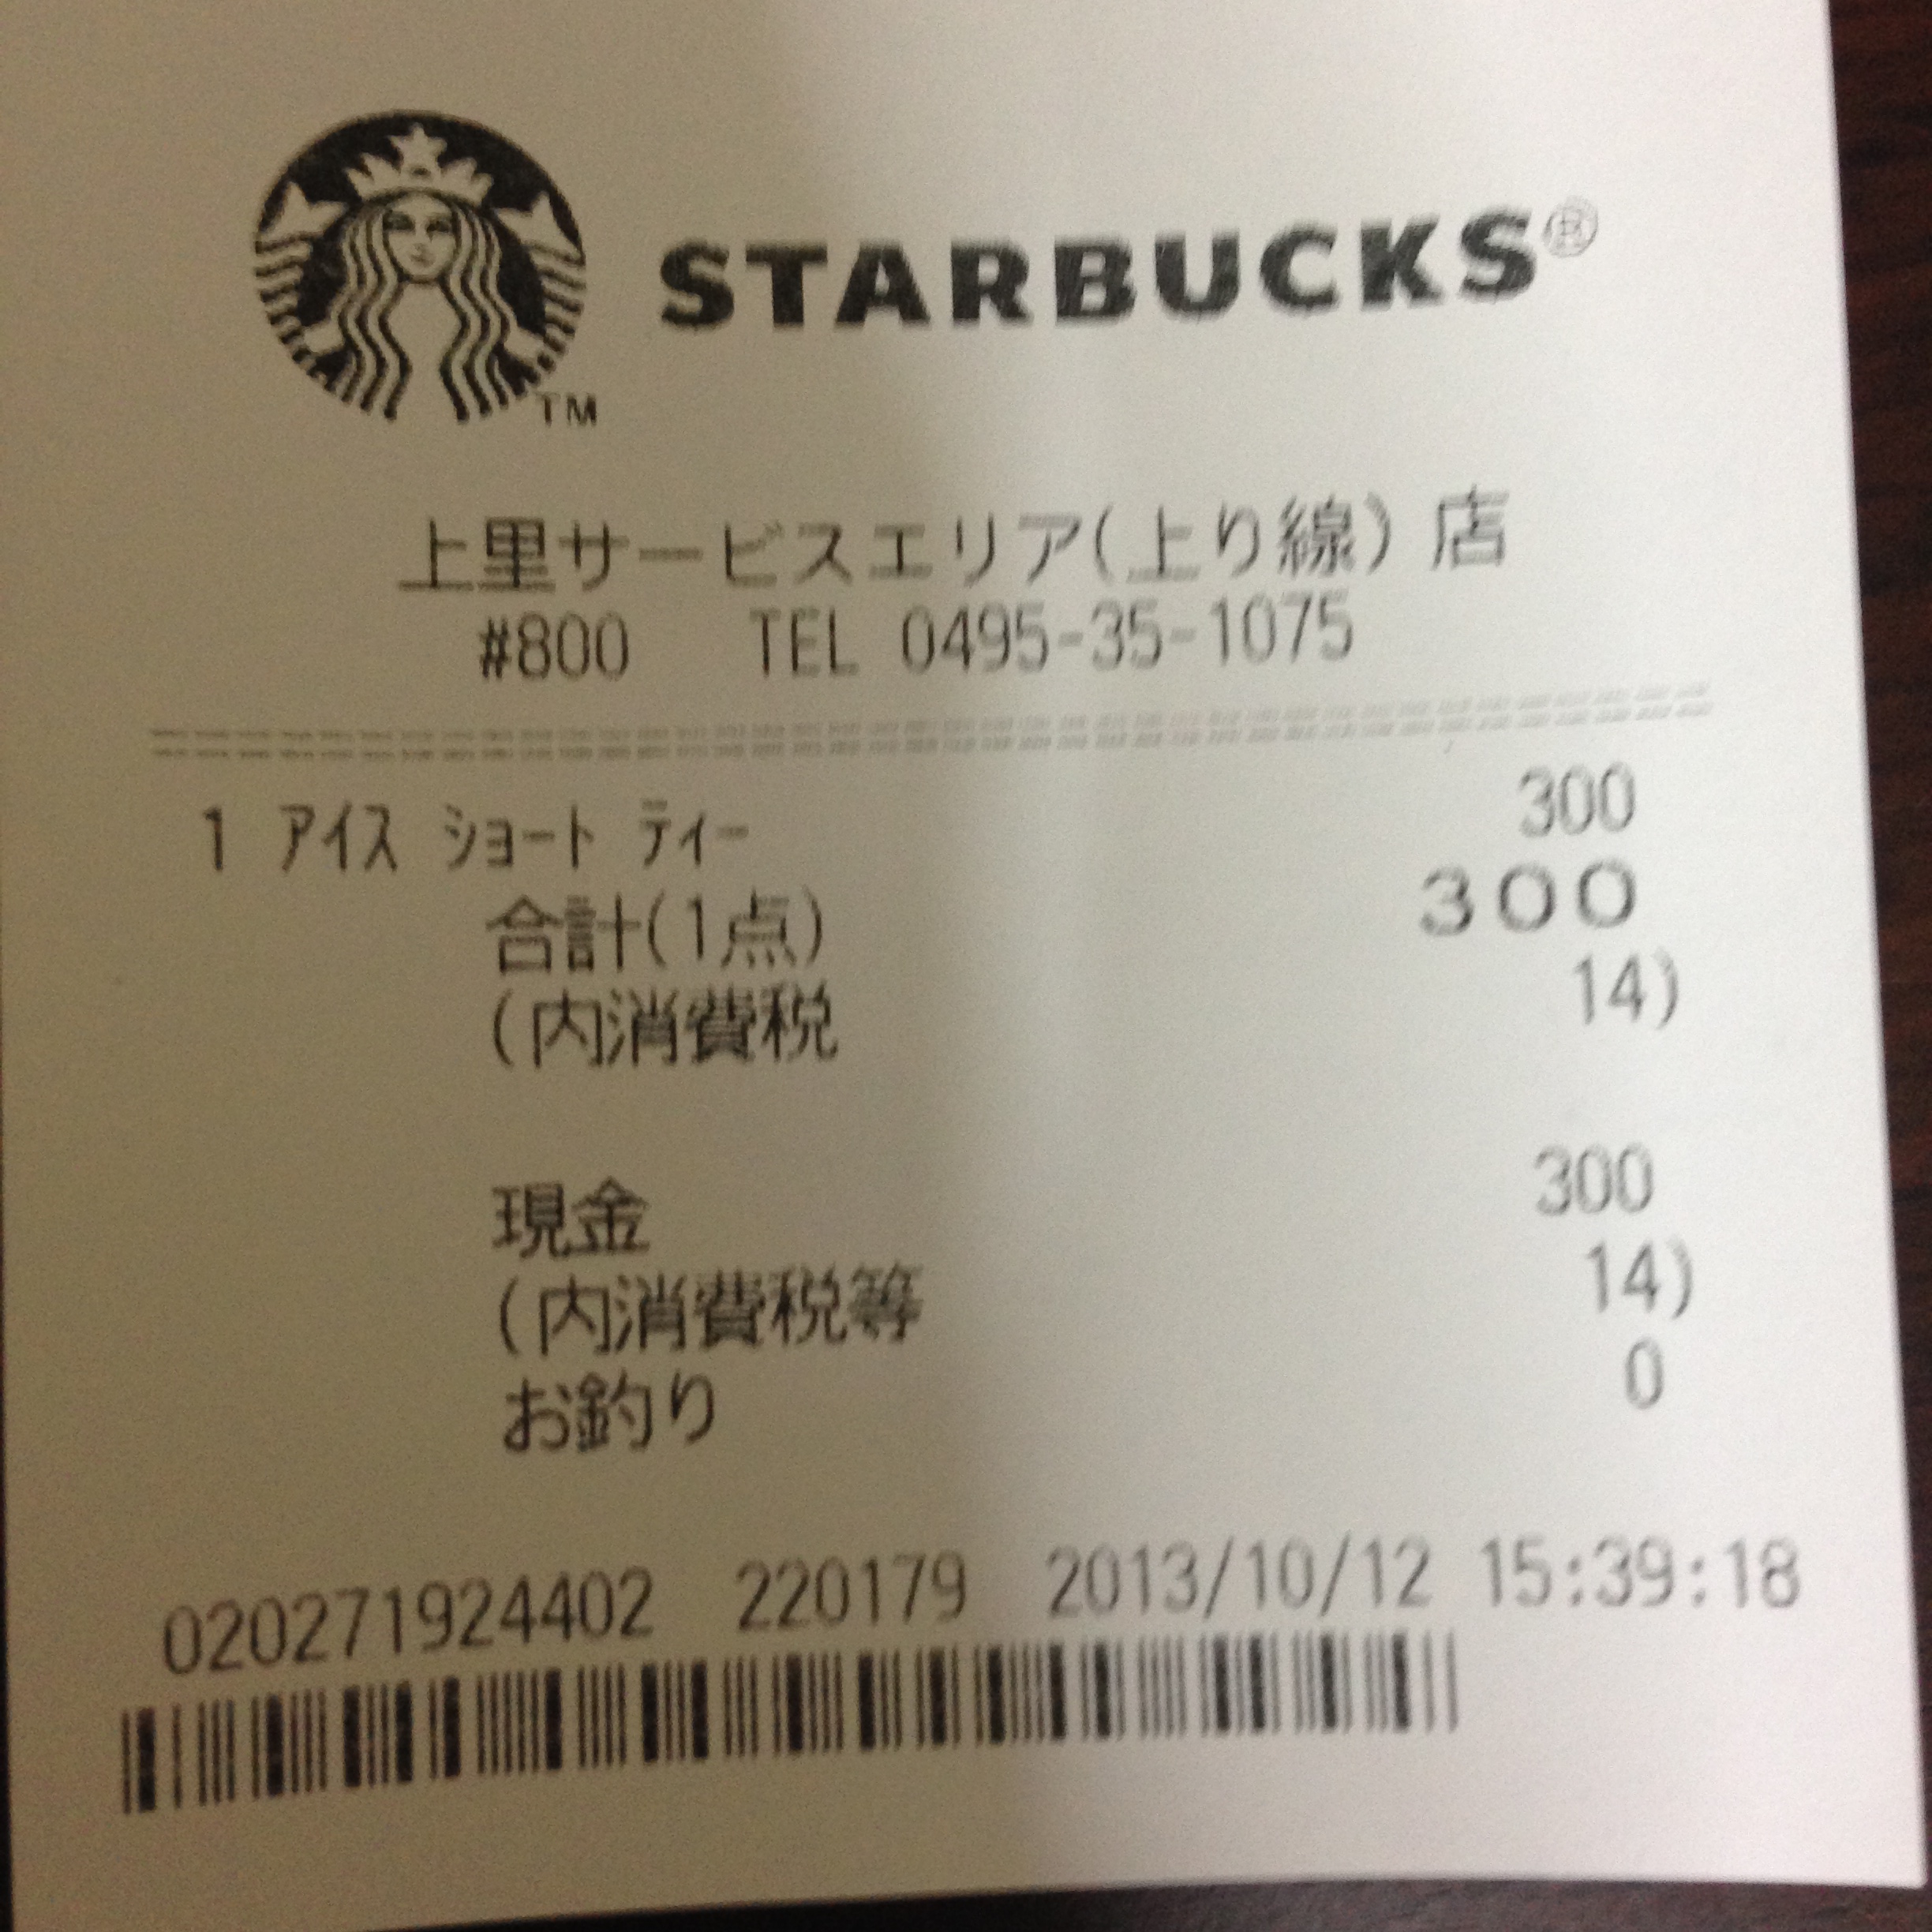 STARBUCKS®
TM
上里サービスエリア(上り線) 店
#800 TEL 0495-35-1075
1 ｱｲｽ ｼｮｰﾄ ﾃｨｰ 300
合計(1点) 300
(内消費税 14)
現金 300
(内消費税等 14)
お釣り 0
020271924402 220179 2013/10/12 15:39:18